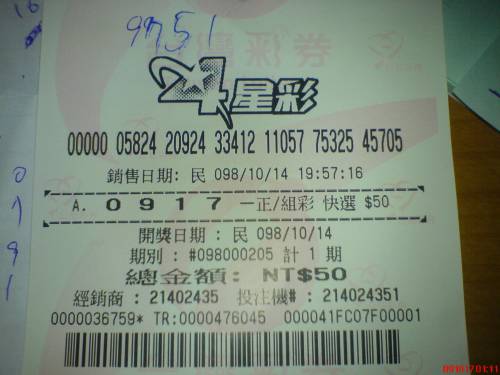 9751
4星彩
00000 05824 20924 33412 11057 75325 45705
銷售日期: 民 098/10/14 19:57:16
A. 0 9 1 7 一正/組彩 快選 $50
開獎日期 : 民 098/10/14
期別 : #098000205 計 1 期
總金額: NT$50
經銷商 : 21402435 投注機# : 214024351
0000036759* TR:0000476045 000041FC07F00001
0
1
9
1